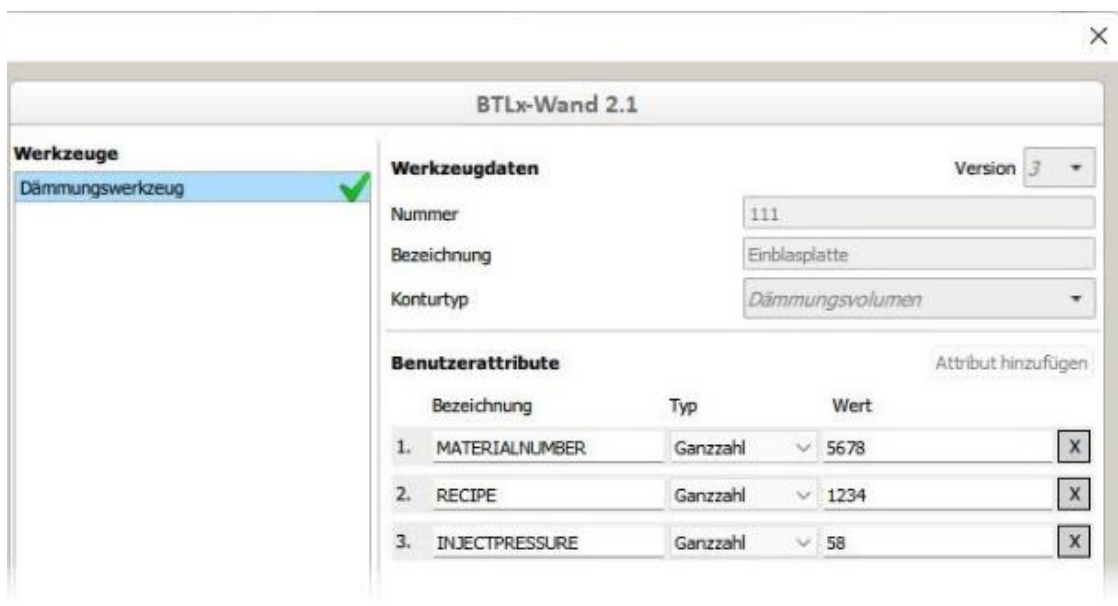 BTLx-Wand 2.1
Werkzeuge
Dämmungswerkzeug
Werkzeugdaten Version 3
Nummer 111
Bezeichnung Einblasplatte
Konturtyp Dämmungsvolumen
Benutzerattribute Attribut hinzufügen
Bezeichnung Typ Wert
1. MATERIALNUMBER Ganzzahl 5678 X
2. RECIPE Ganzzahl 1234 X
3. INJECTPRESSURE Ganzzahl 58 X